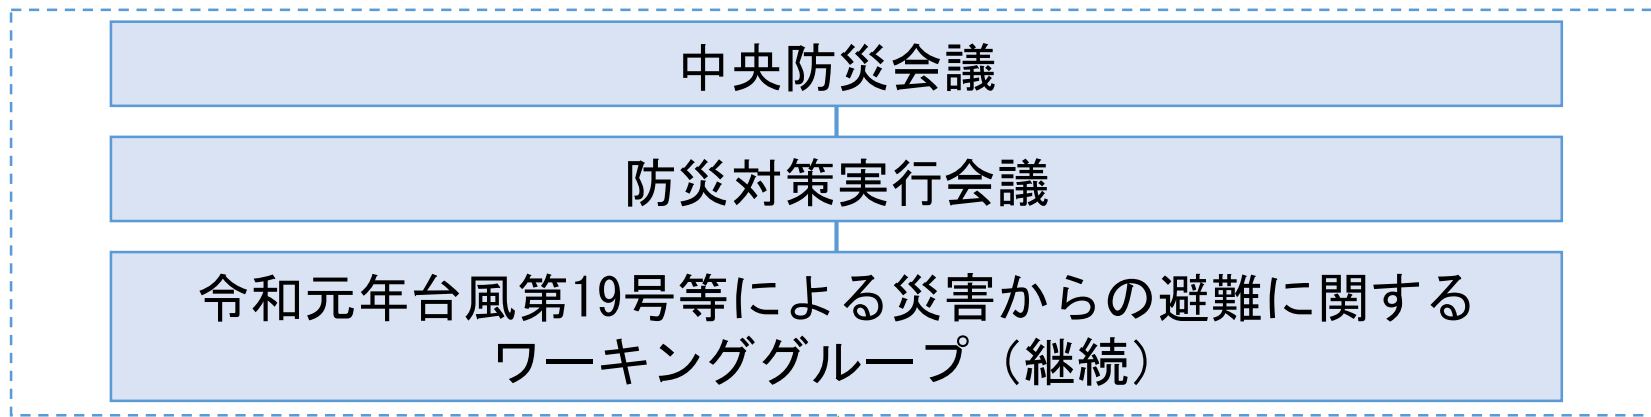 中央防災会議
防災対策実行会議
令和元年台風第19号等による災害からの避難に関する
ワーキンググループ（継続）